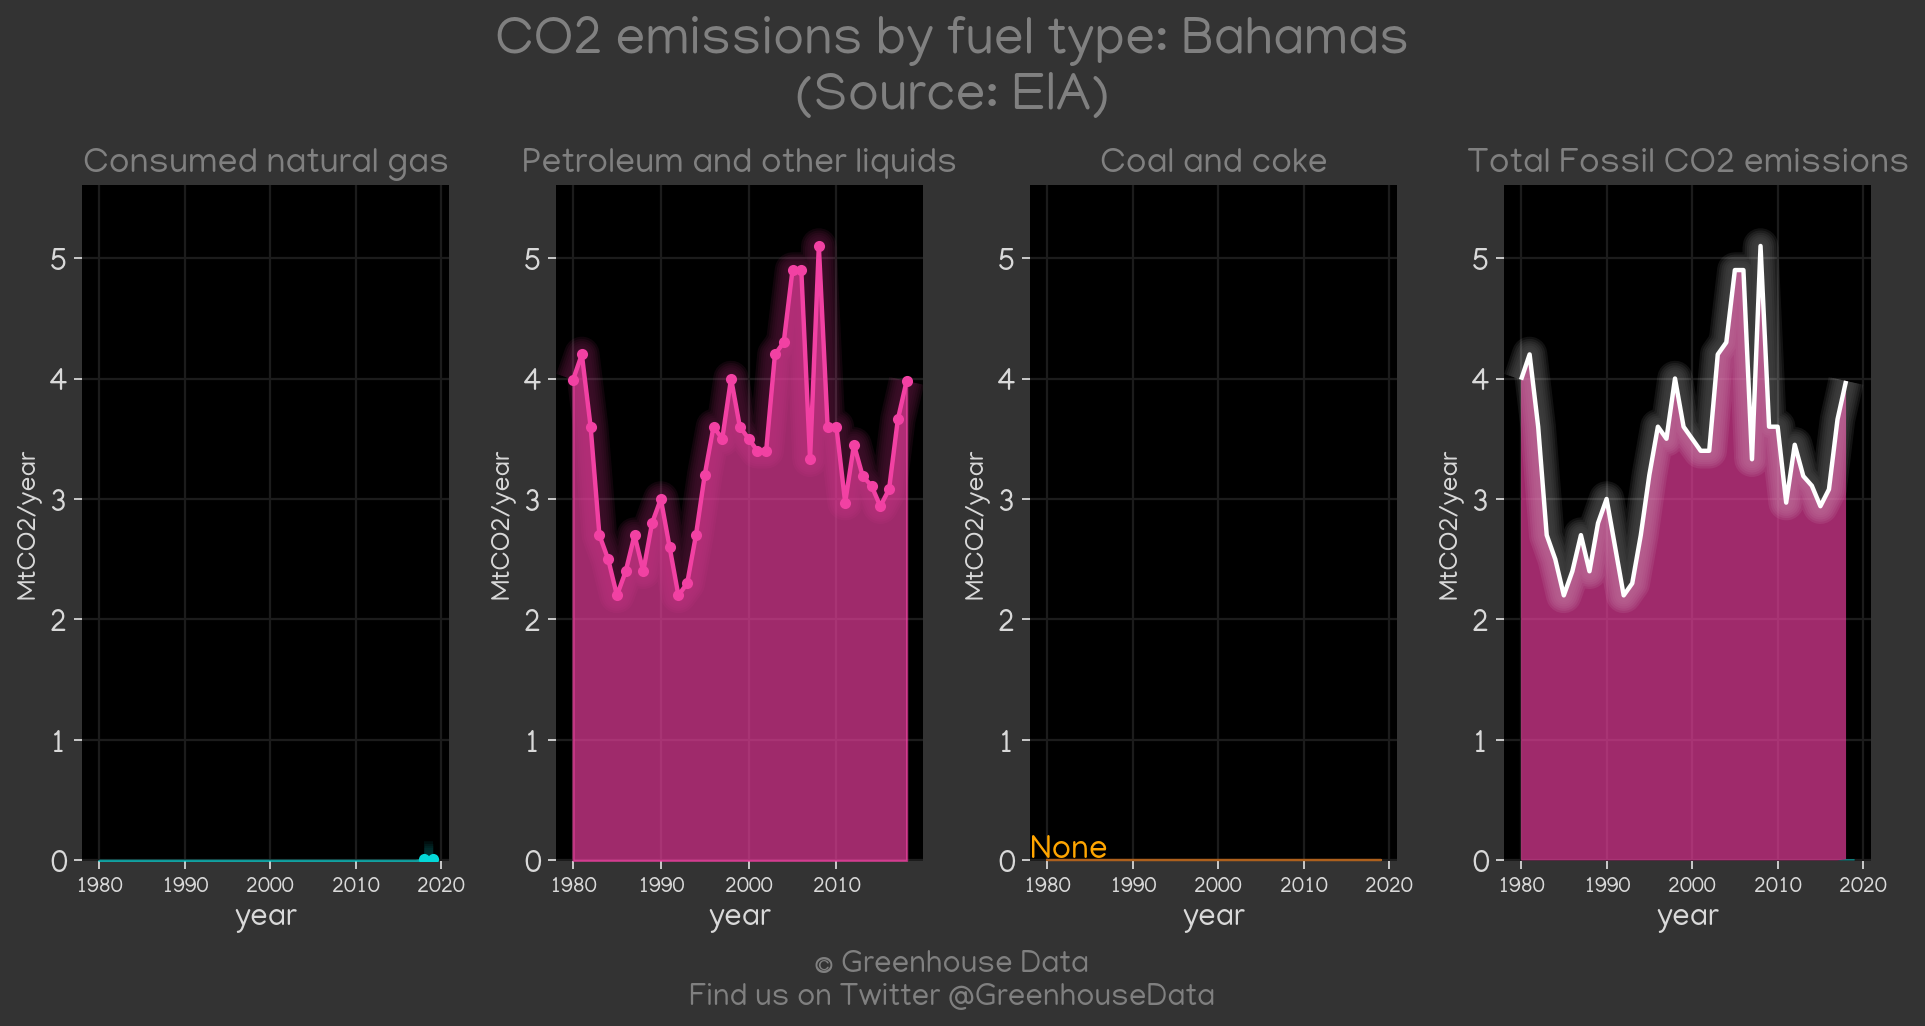 CO2 emissions by fuel type: Bahamas
(Source: EIA)
Consumed natural gas
MtCO2/year
5
4
3
2
1
0
1980 1990 2000 2010 2020
year
Petroleum and other liquids
MtCO2/year
5
4
3
2
1
0
1980 1990 2000 2010
year
Coal and coke
MtCO2/year
5
4
3
2
1
0
None
1980 1990 2000 2010 2020
year
Total Fossil CO2 emissions
MtCO2/year
5
4
3
2
1
0
1980 1990 2000 2010 2020
year
© Greenhouse Data
Find us on Twitter @GreenhouseData